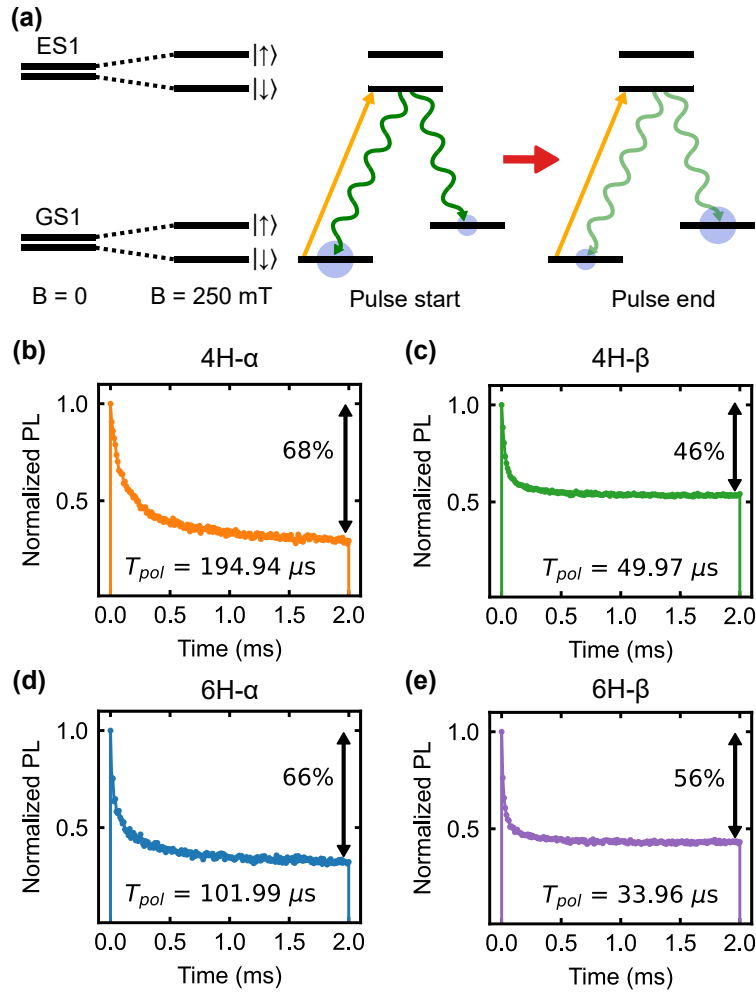 (a)
ES1
|↑⟩
|↓⟩
GS1
|↑⟩
|↓⟩
B = 0
B = 250 mT
Pulse start
Pulse end
(b)
4H-α
Normalized PL
1.0
0.5
68%
T_pol = 194.94 μs
0.0 0.5 1.0 1.5 2.0
Time (ms)
(c)
4H-β
Normalized PL
1.0
0.5
46%
T_pol = 49.97 μs
0.0 0.5 1.0 1.5 2.0
Time (ms)
(d)
6H-α
Normalized PL
1.0
0.5
66%
T_pol = 101.99 μs
0.0 0.5 1.0 1.5 2.0
Time (ms)
(e)
6H-β
Normalized PL
1.0
0.5
56%
T_pol = 33.96 μs
0.0 0.5 1.0 1.5 2.0
Time (ms)